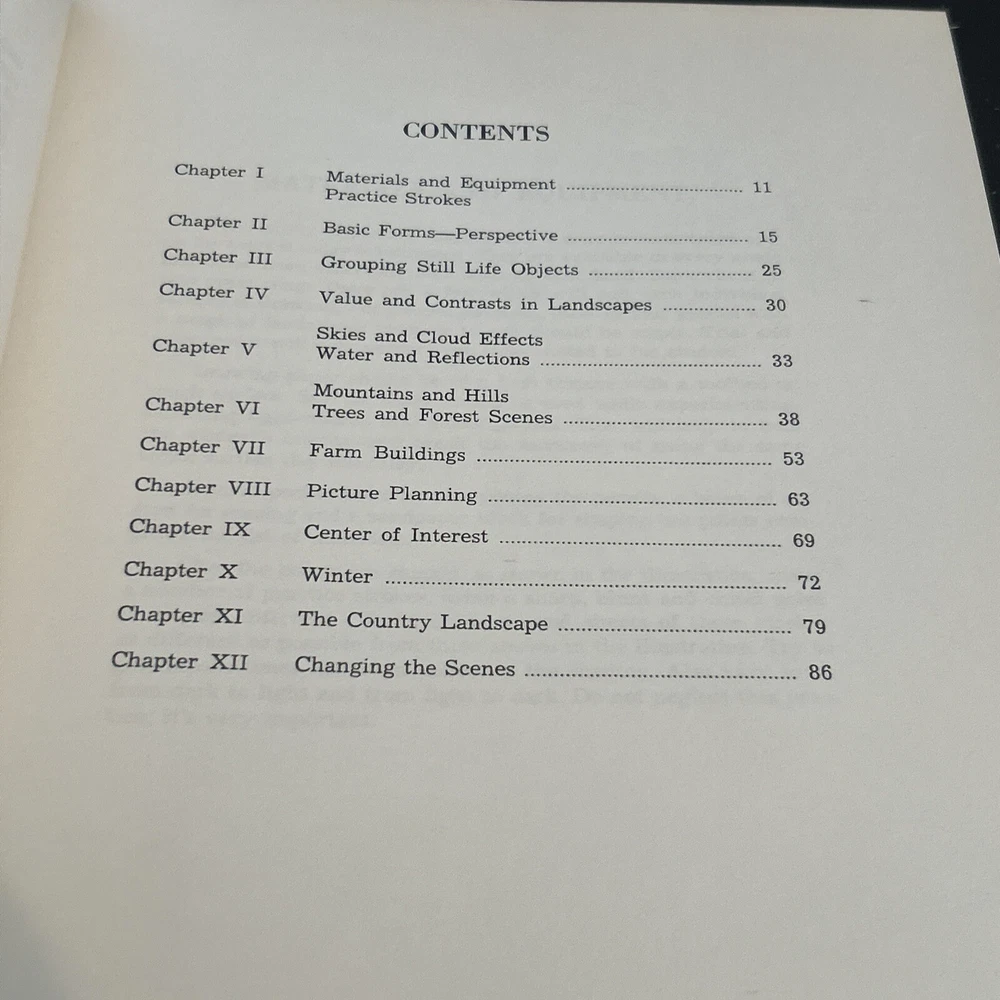 CONTENTS
Chapter I Materials and Equipment ........................................ 11
Practice Strokes
Chapter II Basic Forms—Perspective ........................................ 15
Chapter III Grouping Still Life Objects ................................... 25
Chapter IV Value and Contrasts in Landscapes .................... 30
Skies and Cloud Effects
Chapter V Water and Reflections ............................................... 33
Mountains and Hills
Chapter VI Trees and Forest Scenes ........................................... 38
Chapter VII Farm Buildings ............................................................ 53
Chapter VIII Picture Planning .......................................................... 63
Chapter IX Center of Interest ........................................................ 69
Chapter X Winter ............................................................................. 72
Chapter XI The Country Landscape .............................................. 79
Chapter XII Changing the Scenes .................................................... 86